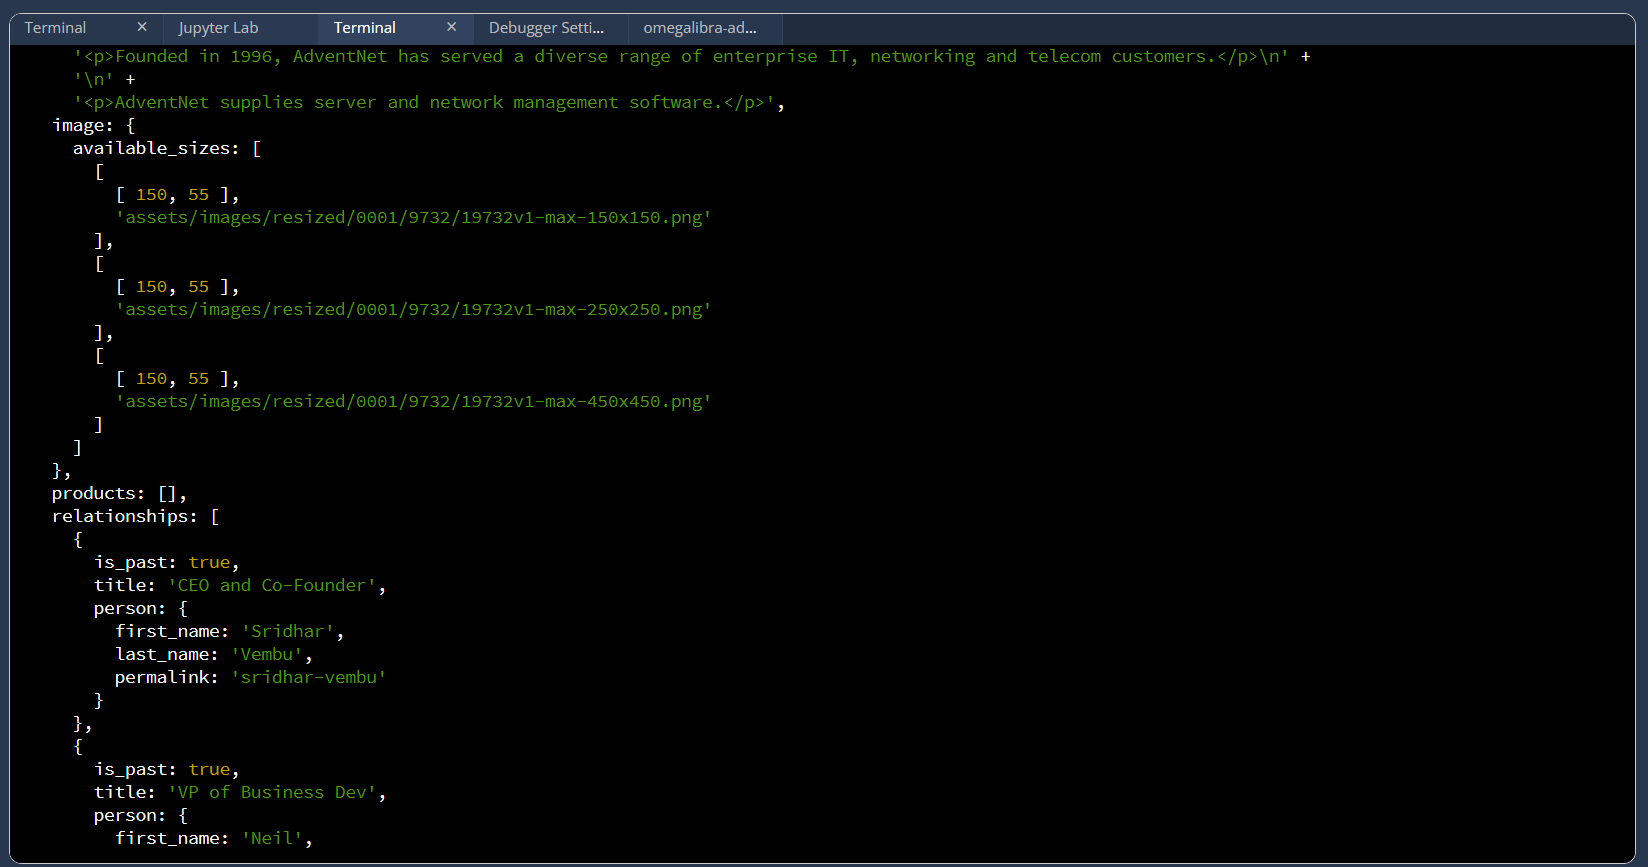 Terminal × Jupyter Lab Terminal × Debugger Setti... omegalibra-ad...
'<p>Founded in 1996, AdventNet has served a diverse range of enterprise IT, networking and telecom customers.</p>\n' +
'\n' +
'<p>AdventNet supplies server and network management software.</p>',
image: {
available_sizes: [
[
[ 150, 55 ],
'assets/images/resized/0001/9732/19732v1-max-150x150.png'
],
[
[ 150, 55 ],
'assets/images/resized/0001/9732/19732v1-max-250x250.png'
],
[
[ 150, 55 ],
'assets/images/resized/0001/9732/19732v1-max-450x450.png'
]
]
},
products: [],
relationships: [
{
is_past: true,
title: 'CEO and Co-Founder',
person: {
first_name: 'Sridhar',
last_name: 'Vembu',
permalink: 'sridhar-vembu'
}
},
{
is_past: true,
title: 'VP of Business Dev',
person: {
first_name: 'Neil',